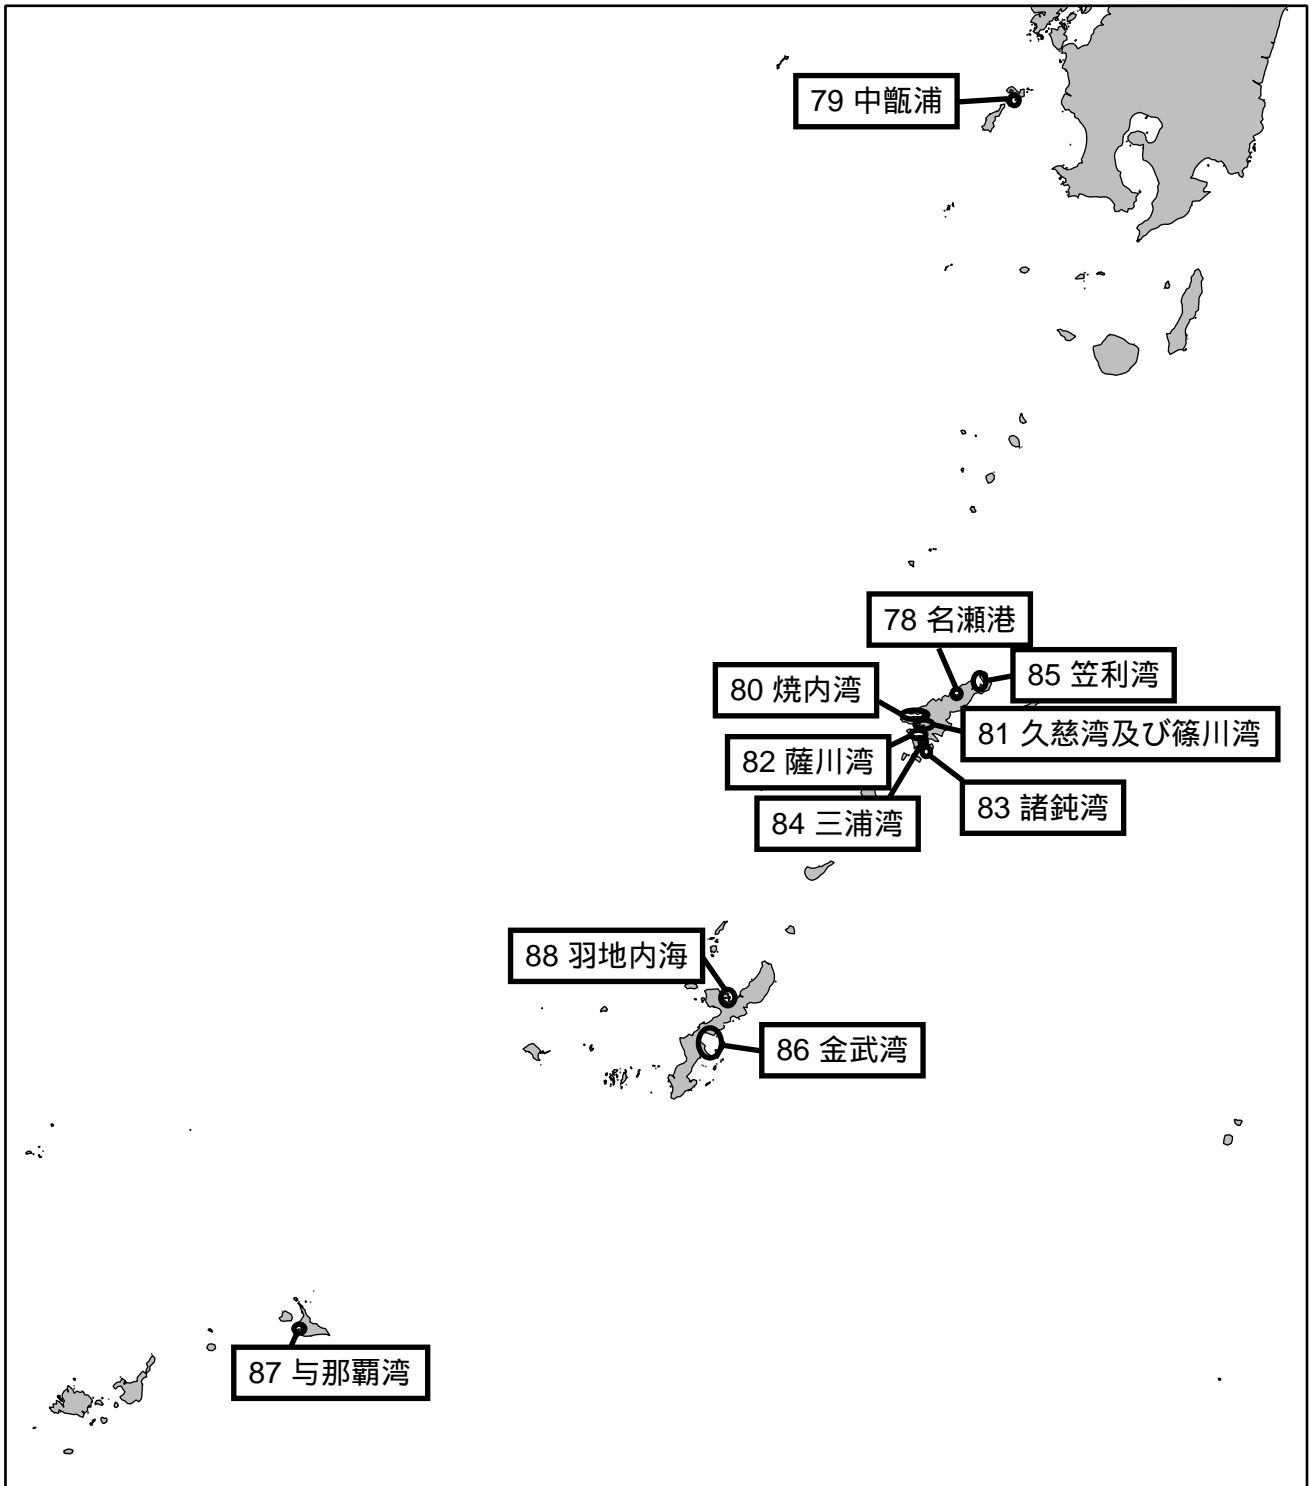 79 中甑浦
78 名瀬港
80 焼内湾
85 笠利湾
81 久慈湾及び篠川湾
82 薩川湾
83 諸鈍湾
84 三浦湾
88 羽地内海
86 金武湾
87 与那覇湾